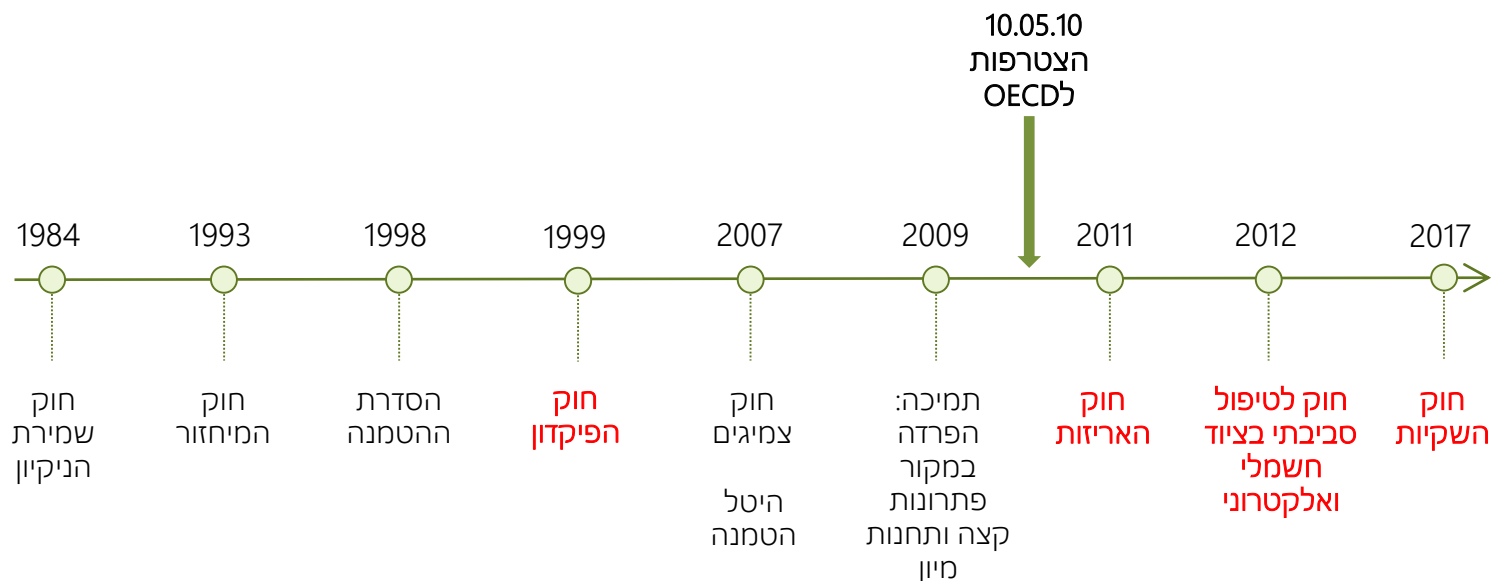 10.05.10
הצטרפות
לOECD
1984
1993
1998
1999
2007
2009
2011
2012
2017
חוק
שמירת
הניקיון
חוק
המיחזור
הסדרת
ההטמנה
חוק
הפיקדון
חוק
צמיגים
היטל
הטמנה
תמיכה:
הפרדה
במקור
פתרונות
קצה ותחנות
מיון
חוק
האריזות
חוק לטיפול
סביבתי בציוד
חשמלי
ואלקטרוני
חוק
השקיות